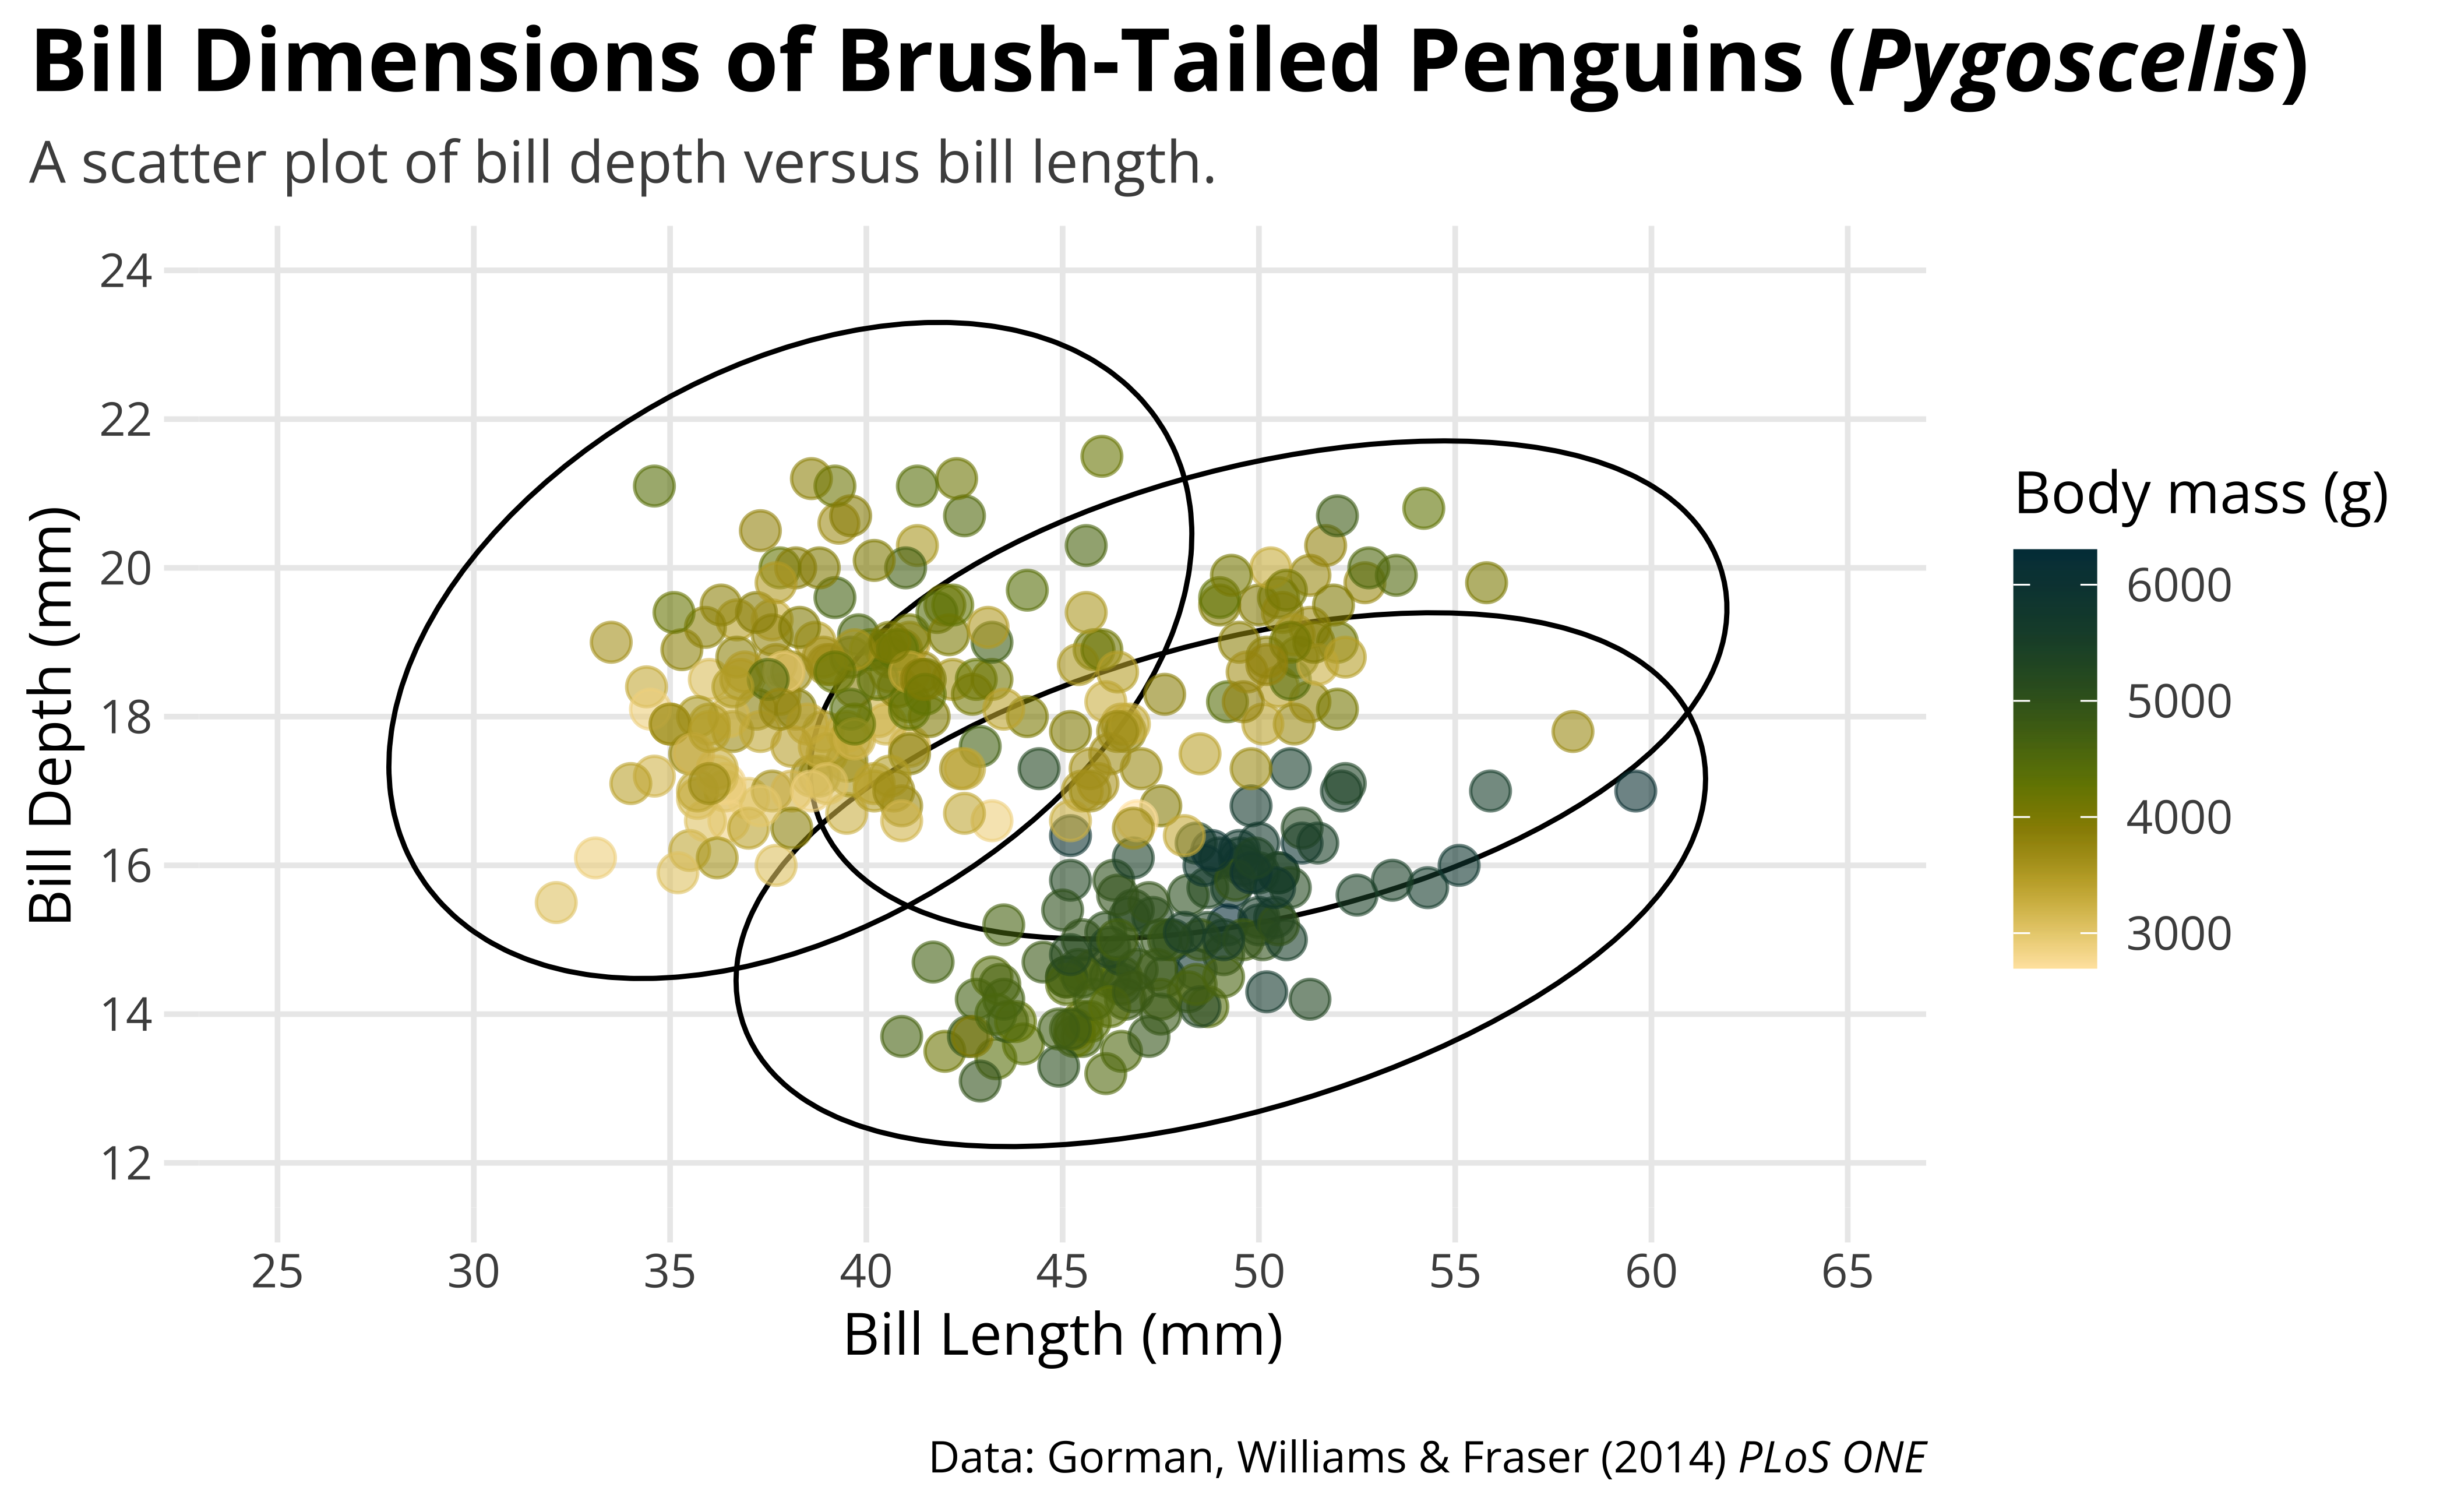 Bill Dimensions of Brush-Tailed Penguins (Pygoscelis)
A scatter plot of bill depth versus bill length.
Bill Depth (mm)
24
22
20
18
16
14
12
25 30 35 40 45 50 55 60 65
Bill Length (mm)
Body mass (g)
6000
5000
4000
3000
Data: Gorman, Williams & Fraser (2014) PLoS ONE